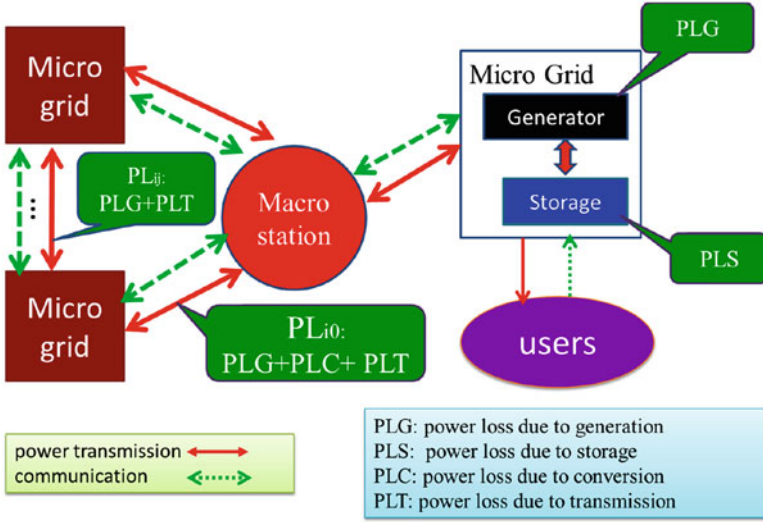 Micro
grid
PLij:
PLG+PLT
...
Micro
grid
Macro
station
PLi0:
PLG+PLC+ PLT
Micro Grid
Generator
Storage
PLG
PLS
users
power transmission
communication
PLG: power loss due to generation
PLS: power loss due to storage
PLC: power loss due to conversion
PLT: power loss due to transmission